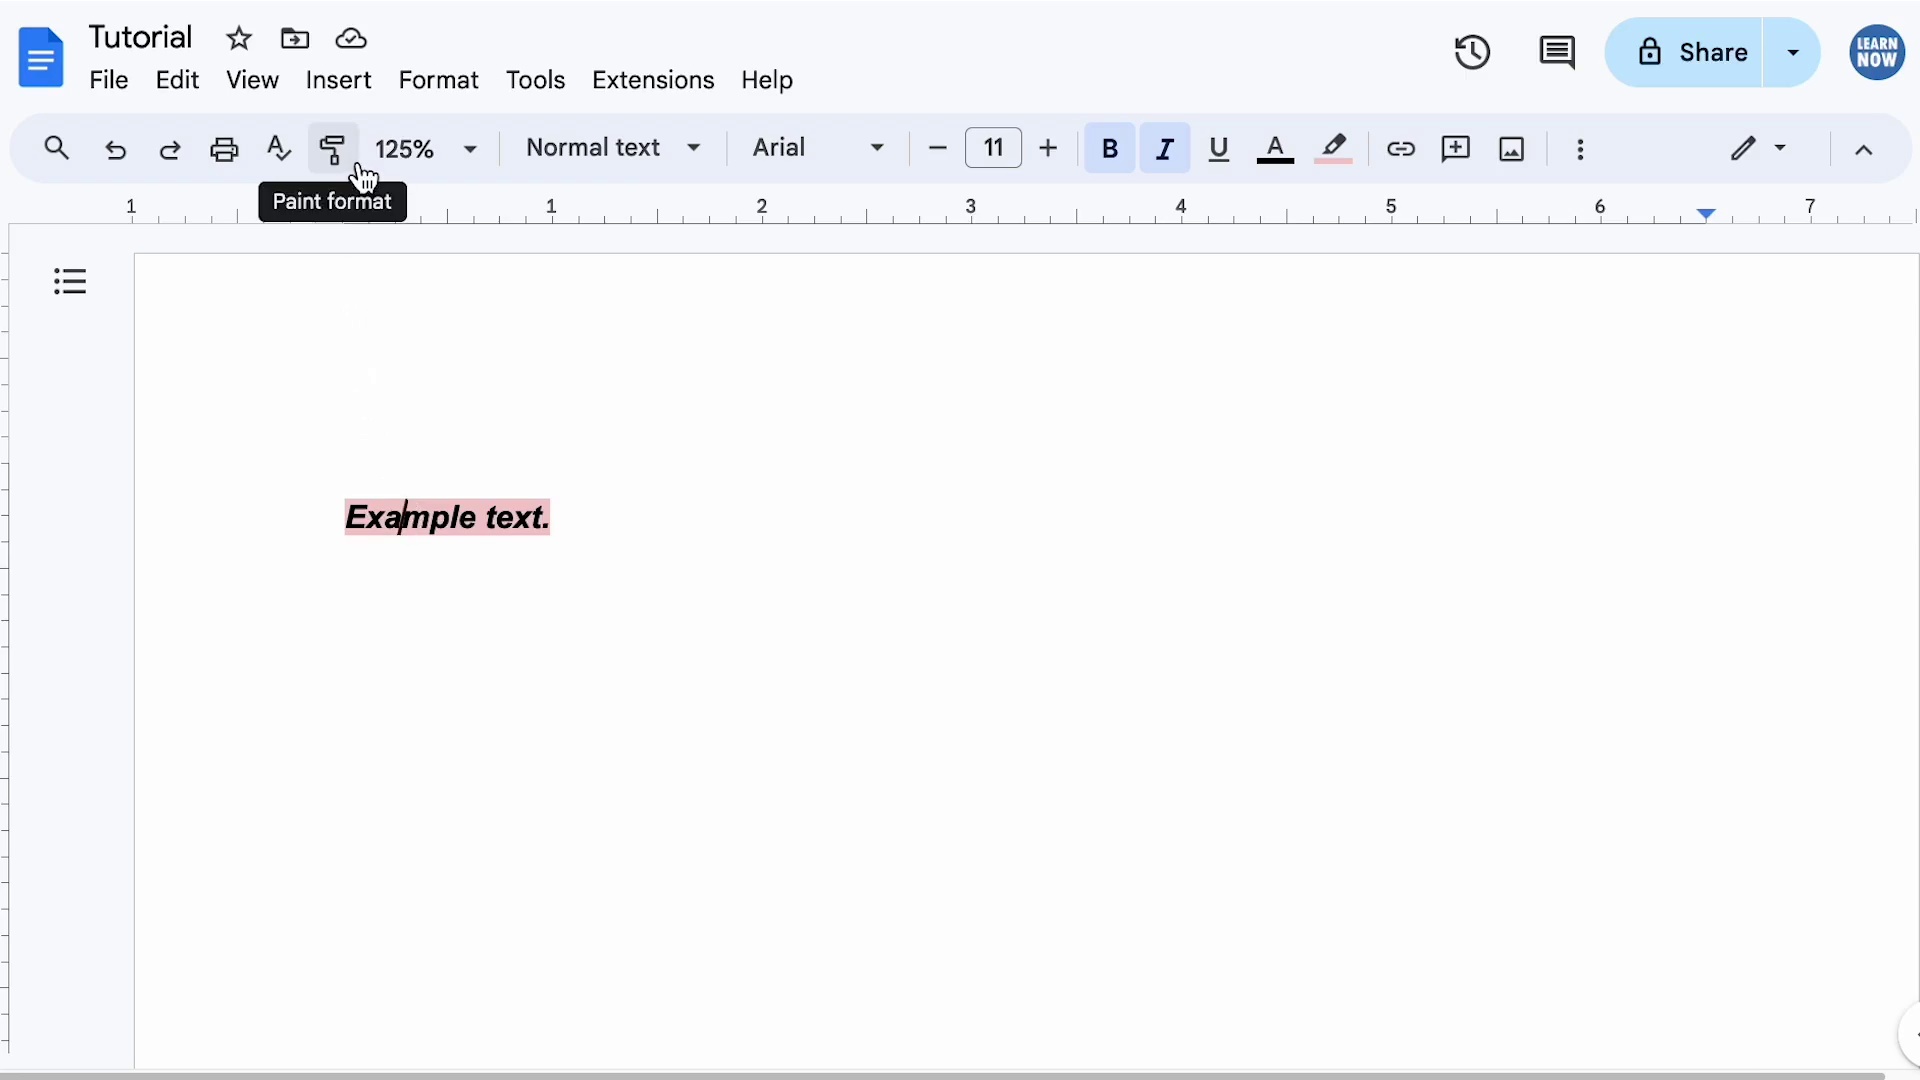 Tutorial
File Edit View Insert Format Tools Extensions Help
Share
LEARN
NOW
125% Normal text Arial 11 B I U A
Paint format
1 1 2 3 4 5 6 7
Example text.